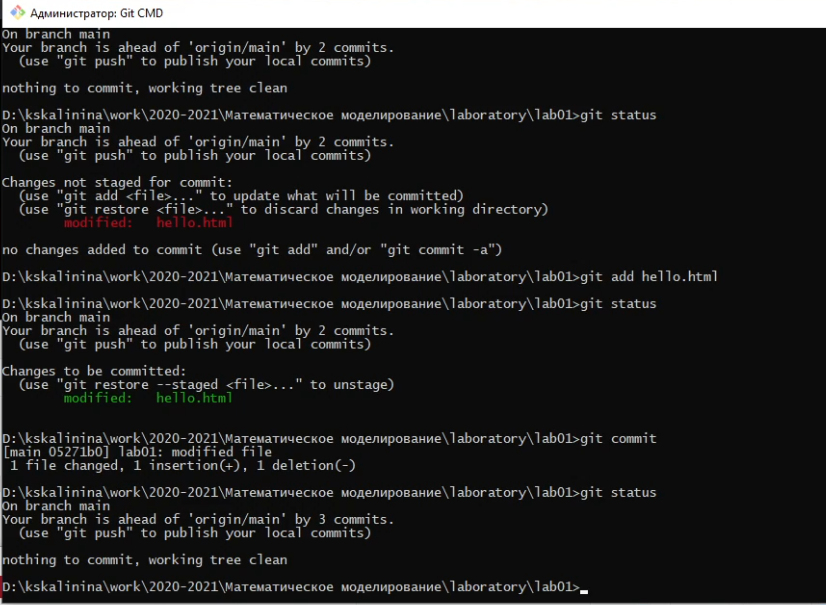 Администратор: Git CMD
On branch main
Your branch is ahead of 'origin/main' by 2 commits.
  (use "git push" to publish your local commits)
nothing to commit, working tree clean
D:\kskalinina\work\2020-2021\Математическое моделирование\laboratory\lab01>git status
On branch main
Your branch is ahead of 'origin/main' by 2 commits.
  (use "git push" to publish your local commits)
Changes not staged for commit:
  (use "git add <file>..." to update what will be committed)
  (use "git restore <file>..." to discard changes in working directory)
        modified:   hello.html
no changes added to commit (use "git add" and/or "git commit -a")
D:\kskalinina\work\2020-2021\Математическое моделирование\laboratory\lab01>git add hello.html
D:\kskalinina\work\2020-2021\Математическое моделирование\laboratory\lab01>git status
On branch main
Your branch is ahead of 'origin/main' by 2 commits.
  (use "git push" to publish your local commits)
Changes to be committed:
  (use "git restore --staged <file>..." to unstage)
        modified:   hello.html
D:\kskalinina\work\2020-2021\Математическое моделирование\laboratory\lab01>git commit
[main 05271b0] lab01: modified file
 1 file changed, 1 insertion(+), 1 deletion(-)
D:\kskalinina\work\2020-2021\Математическое моделирование\laboratory\lab01>git status
On branch main
Your branch is ahead of 'origin/main' by 3 commits.
  (use "git push" to publish your local commits)
nothing to commit, working tree clean
D:\kskalinina\work\2020-2021\Математическое моделирование\laboratory\lab01>_